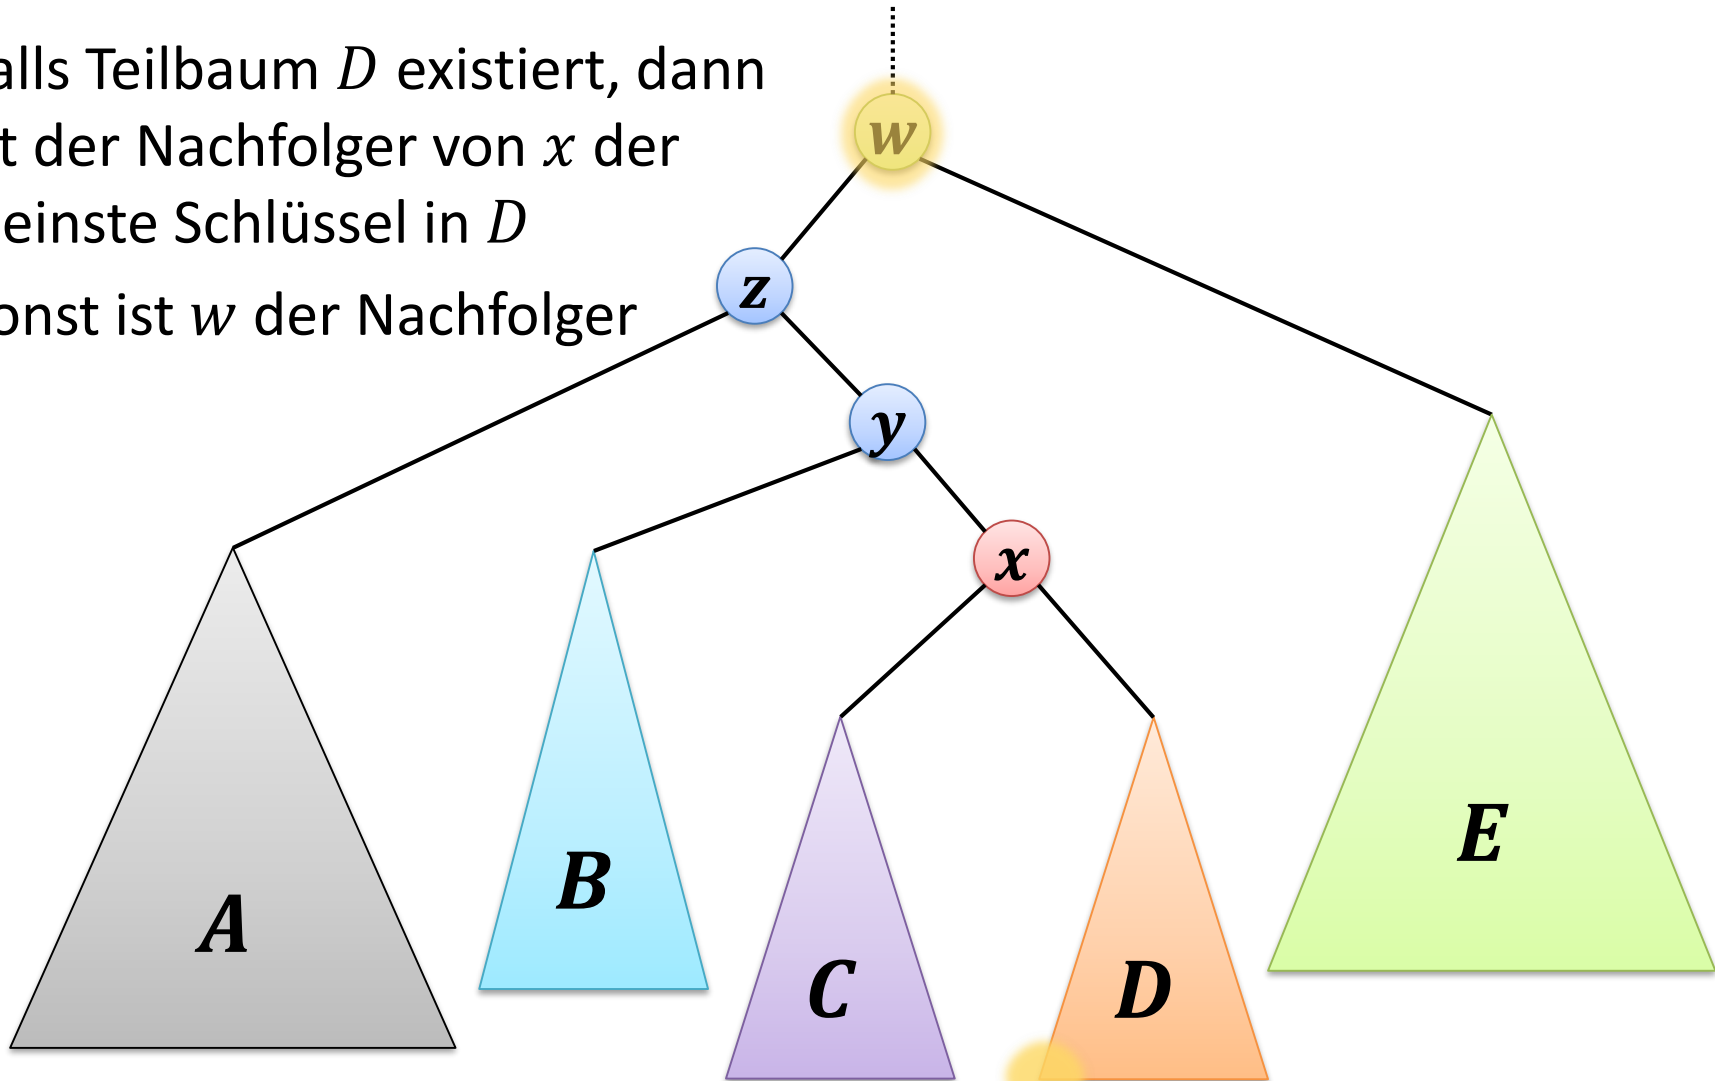 alls Teilbaum D existiert, dann
t der Nachfolger von x der
einste Schlüssel in D
onst ist w der Nachfolger
w
z
y
x
A
B
C
D
E